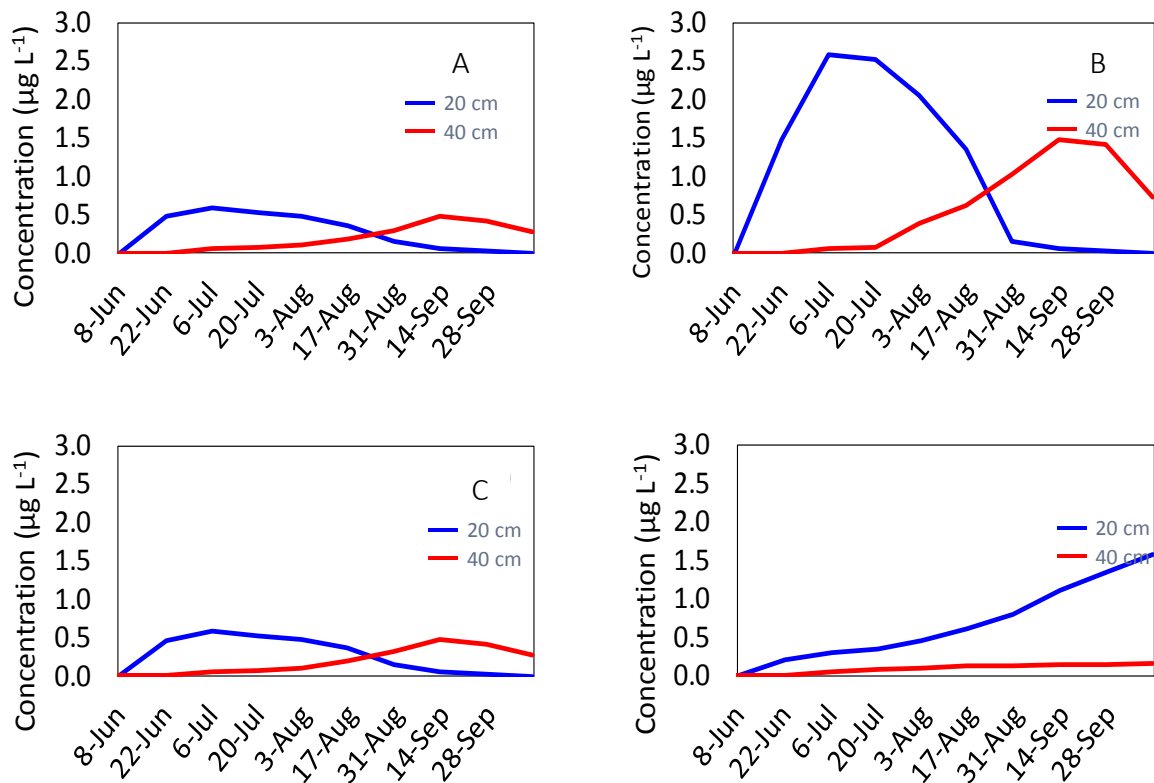 Concentration (µg L-1)
3.0
2.5
2.0
1.5
1.0
0.5
0.0
A
20 cm
40 cm
8-Jun
22-Jun
6-Jul
20-Jul
3-Aug
17-Aug
31-Aug
14-Sep
28-Sep
Concentration (µg L-1)
3.0
2.5
2.0
1.5
1.0
0.5
0.0
B
20 cm
40 cm
8-Jun
22-Jun
6-Jul
20-Jul
3-Aug
17-Aug
31-Aug
14-Sep
28-Sep
Concentration (µg L-1)
3.0
2.5
2.0
1.5
1.0
0.5
0.0
C
20 cm
40 cm
8-Jun
22-Jun
6-Jul
20-Jul
3-Aug
17-Aug
31-Aug
14-Sep
28-Sep
Concentration (µg L-1)
3.0
2.5
2.0
1.5
1.0
0.5
0.0
20 cm
40 cm
8-Jun
22-Jun
6-Jul
20-Jul
3-Aug
17-Aug
31-Aug
14-Sep
28-Sep